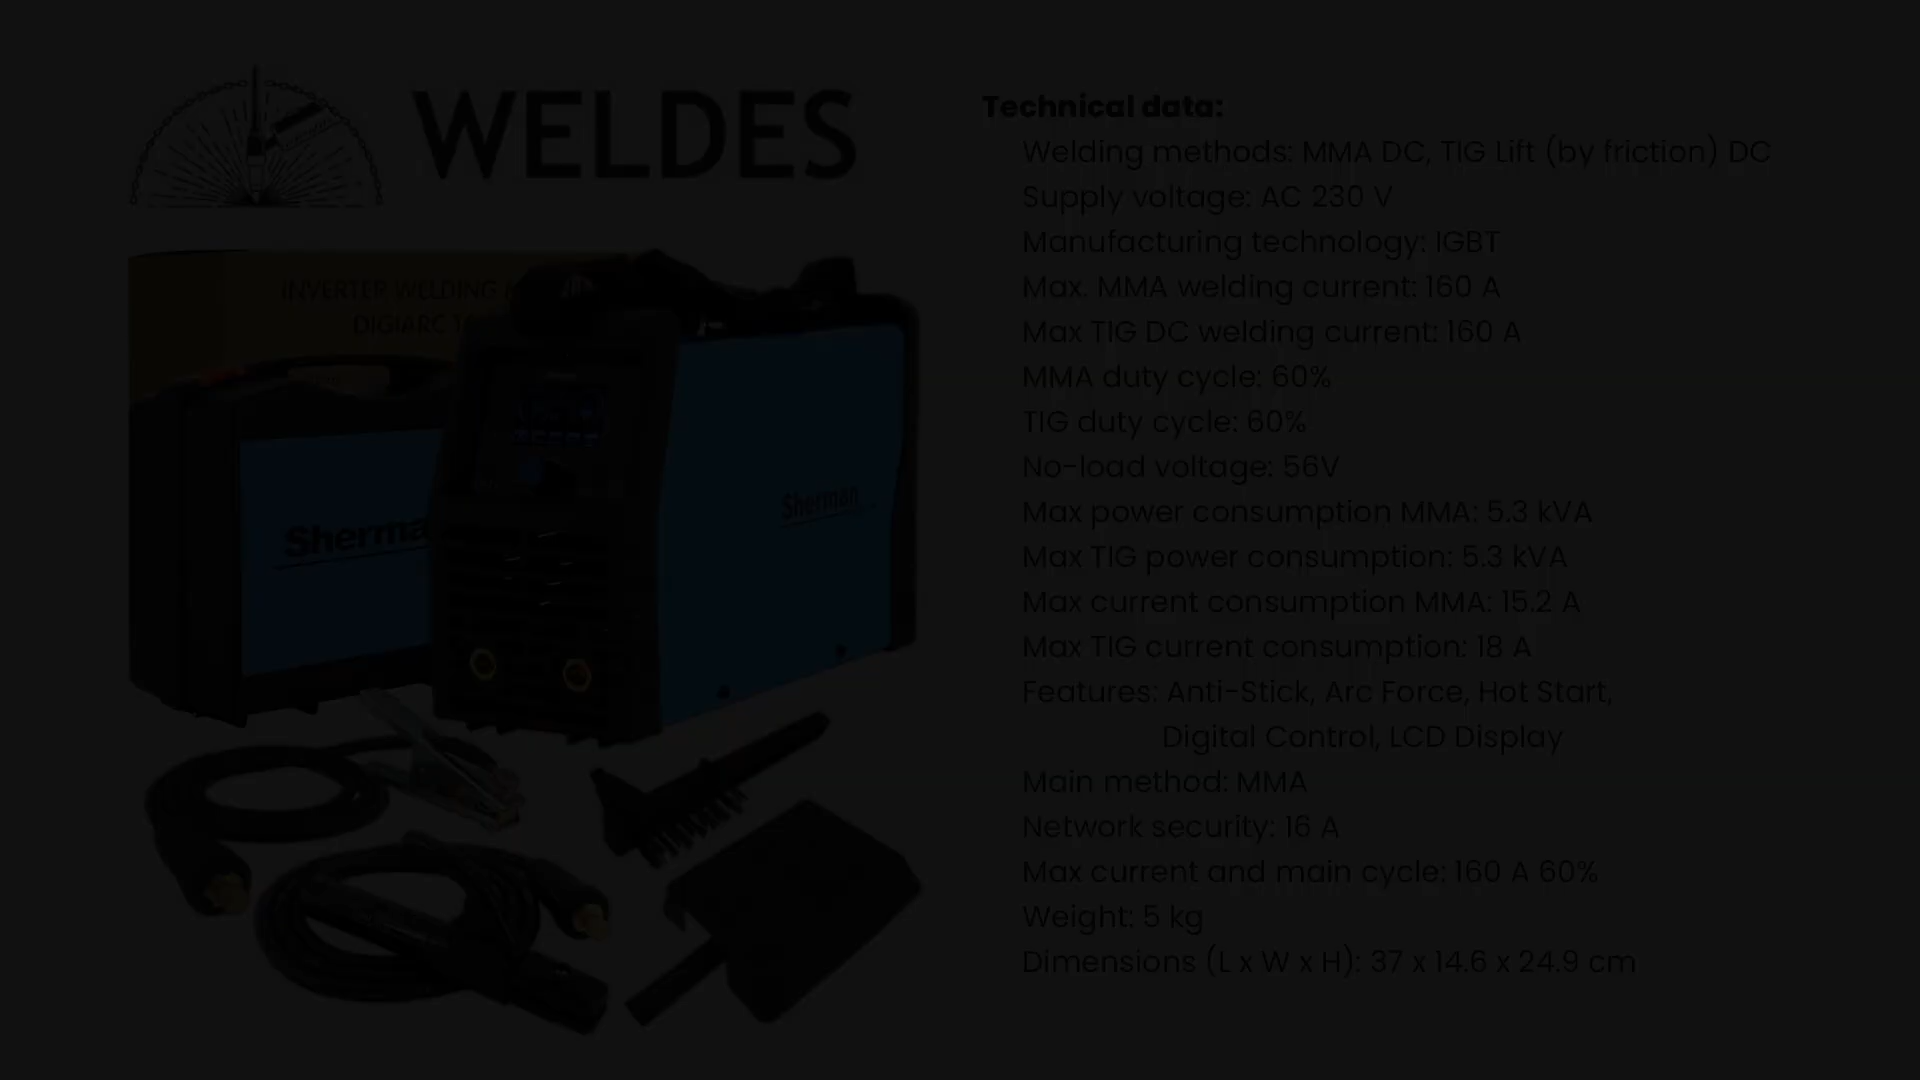 WELDES
INVERTER WELDING
DIGIARC
Sherman
Technical data:
Welding methods: MMA DC, TIG Lift (by friction) DC
Supply voltage: AC 230 V
Manufacturing technology: IGBT
Max. MMA welding current: 160 A
Max TIG DC welding current: 160 A
MMA duty cycle: 60%
TIG duty cycle: 60%
No-load voltage: 56V
Max power consumption MMA: 5.3 kVA
Max TIG power consumption: 5.3 kVA
Max current consumption MMA: 15.2 A
Max TIG current consumption: 18 A
Features: Anti-Stick, Arc Force, Hot Start,
Digital Control, LCD Display
Main method: MMA
Network security: 16 A
Max current and main cycle: 160 A 60%
Weight: 5 kg
Dimensions (L x W x H): 37 x 14.6 x 24.9 cm